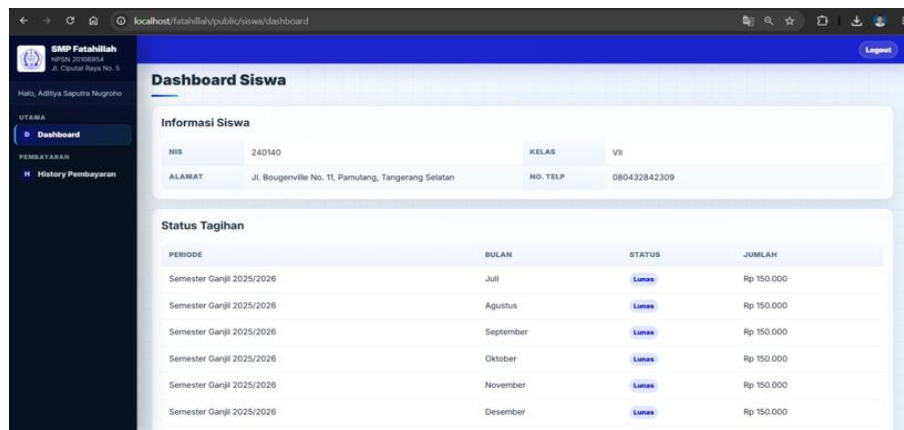 localhost/fatahillah/public/siswa/dashboard
SMP Fatahillah
NPSN 20106954
Jl. Ciputat Raya No. 5
Logout
Halo, Aditiya Saputra Nugroho
UTAMA
D Dashboard
PEMBAYARAN
H History Pembayaran
Dashboard Siswa
Informasi Siswa
NIS 240140 KELAS VII
ALAMAT Jl. Bougenville No. 11, Pamulang, Tangerang Selatan NO. TELP 080432842309
Status Tagihan
PERIODE BULAN STATUS JUMLAH
Semester Ganjil 2025/2026 Juli Lunas Rp 150.000
Semester Ganjil 2025/2026 Agustus Lunas Rp 150.000
Semester Ganjil 2025/2026 September Lunas Rp 150.000
Semester Ganjil 2025/2026 Oktober Lunas Rp 150.000
Semester Ganjil 2025/2026 November Lunas Rp 150.000
Semester Ganjil 2025/2026 Desember Lunas Rp 150.000